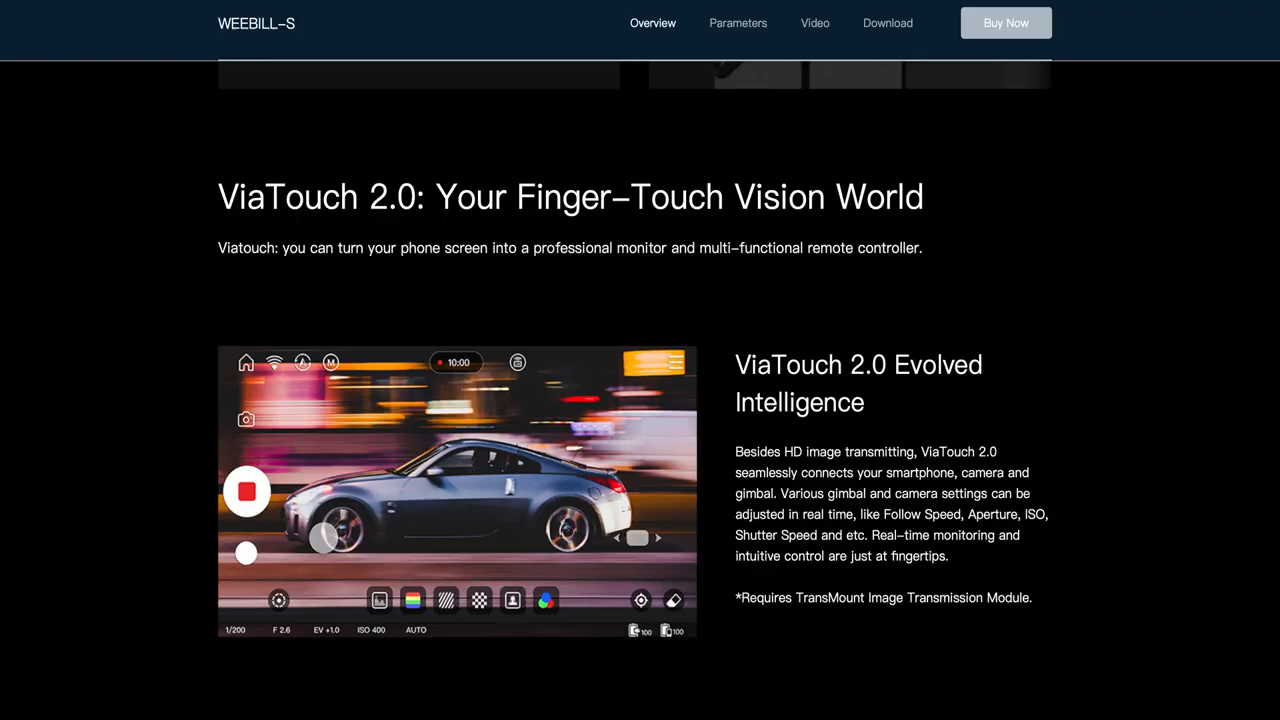 WEEBILL-S
Overview Parameters Video Download Buy Now
ViaTouch 2.0: Your Finger-Touch Vision World
Viatouch: you can turn your phone screen into a professional monitor and multi-functional remote controller.
M 10:00
1/200 F 2.6 EV +1.0 ISO 400 AUTO 100 100
ViaTouch 2.0 Evolved
Intelligence
Besides HD image transmitting, ViaTouch 2.0
seamlessly connects your smartphone, camera and
gimbal. Various gimbal and camera settings can be
adjusted in real time, like Follow Speed, Aperture, ISO,
Shutter Speed and etc. Real-time monitoring and
intuitive control are just at fingertips.
*Requires TransMount Image Transmission Module.